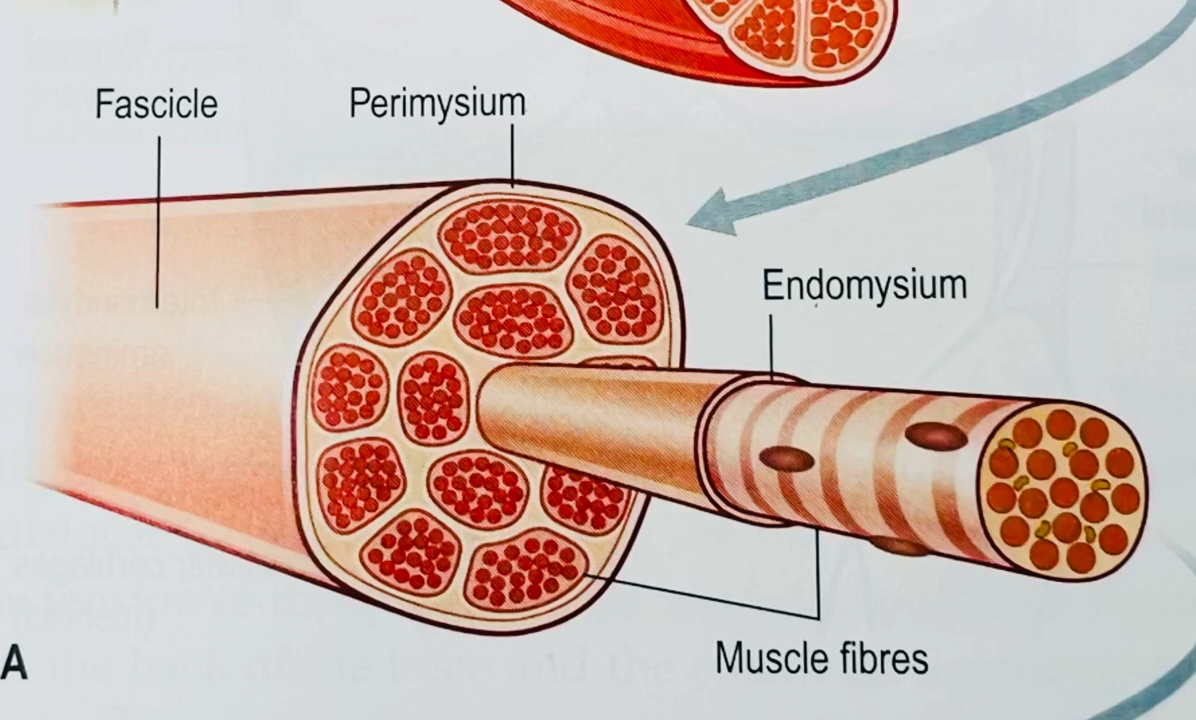 Fascicle
Perimysium
Endomysium
Muscle fibres
A